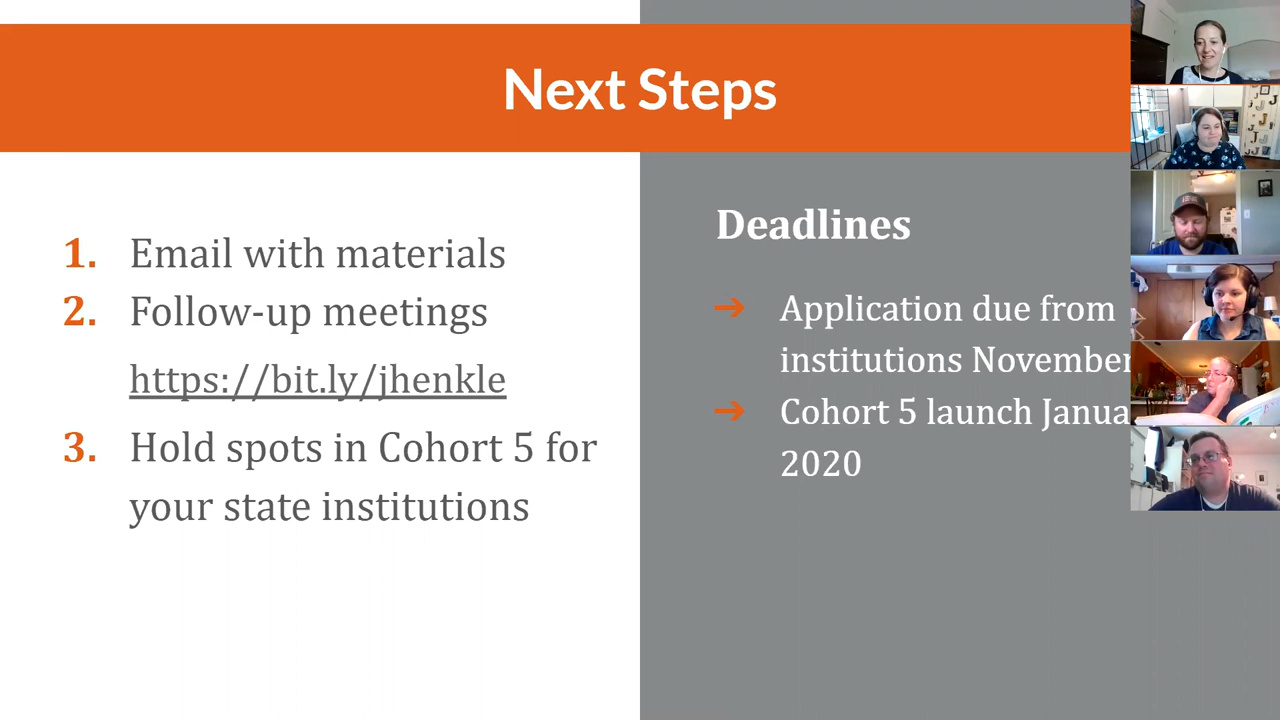 Next Steps
1. Email with materials
2. Follow-up meetings
https://bit.ly/jhenkle
3. Hold spots in Cohort 5 for
your state institutions
Deadlines
➔ Application due from
institutions November
➔ Cohort 5 launch Janua
2020